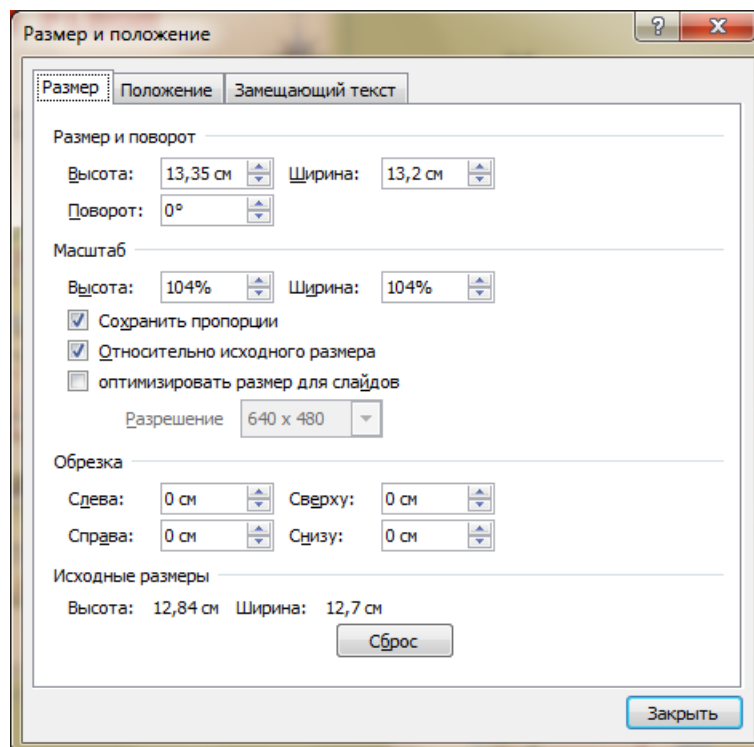 Размер и положение
Размер Положение Замещающий текст
Размер и поворот
Высота: 13,35 см Ширина: 13,2 см
Поворот: 0°
Масштаб
Высота: 104% Ширина: 104%
Сохранить пропорции
Относительно исходного размера
оптимизировать размер для слайдов
Разрешение 640 x 480
Обрезка
Слева: 0 см Сверху: 0 см
Справа: 0 см Снизу: 0 см
Исходные размеры
Высота: 12,84 см Ширина: 12,7 см
Сброс
Закрыть